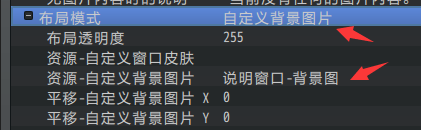 布局模式 自定义背景图片
布局透明度 255
资源-自定义窗口皮肤
资源-自定义背景图片 说明窗口-背景图
平移-自定义背景图片 X 0
平移-自定义背景图片 Y 0